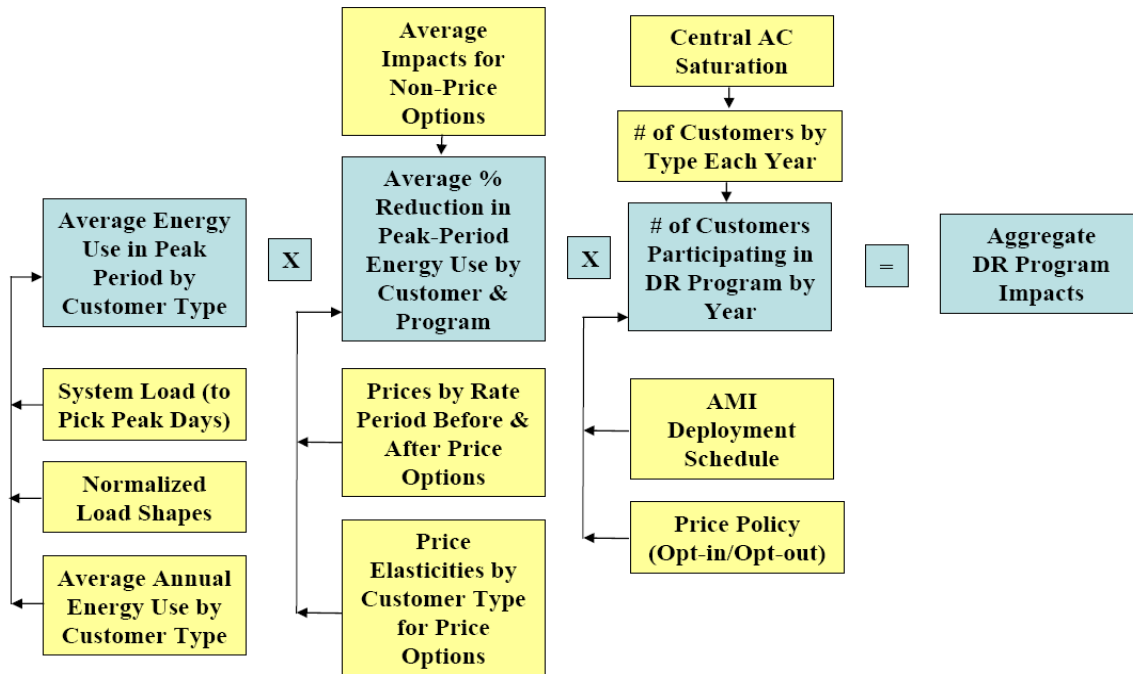 Average
Impacts for
Non-Price
Options
Central AC
Saturation
# of Customers by
Type Each Year
Average Energy
Use in Peak
Period by
Customer Type
X
Average %
Reduction in
Peak-Period
Energy Use by
Customer &
Program
X
# of Customers
Participating in
DR Program by
Year
=
Aggregate
DR Program
Impacts
System Load (to
Pick Peak Days)
Normalized
Load Shapes
Average Annual
Energy Use by
Customer Type
Prices by Rate
Period Before &
After Price
Options
Price
Elasticities by
Customer Type
for Price
Options
AMI
Deployment
Schedule
Price Policy
(Opt-in/Opt-out)